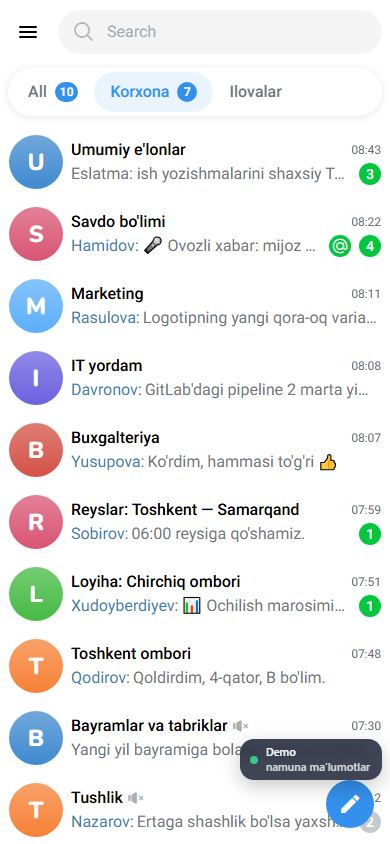 Search
All 10 Korxona 7 Ilovalar
U Umumiy e'lonlar 08:43
Eslatma: ish yozishmalarini shaxsiy T... 3
S Savdo bo'limi 08:22
Hamidov: 🎤 Ovozli xabar: mijoz ... @ 4
M Marketing 08:11
Rasulova: Logotipning yangi qora-oq varia...
I IT yordam 08:08
Davronov: GitLab'dagi pipeline 2 marta yi...
B Buxgalteriya 08:07
Yusupova: Ko'rdim, hammasi to'g'ri 👍
R Reyslar: Toshkent — Samarqand 07:59
Sobirov: 06:00 reysiga qo'shamiz. 1
L Loyiha: Chirchiq ombori 07:51
Xudoyberdiyev: 📊 Ochilish marosimi... 1
T Toshkent ombori 07:48
Qodirov: Qoldirdim, 4-qator, B bo'lim.
B Bayramlar va tabriklar 07:30
Yangi yil bayramiga
Demo
namuna ma'lumotlar
T Tushlik
Nazarov: Ertaga shashlik bo'lsa 2